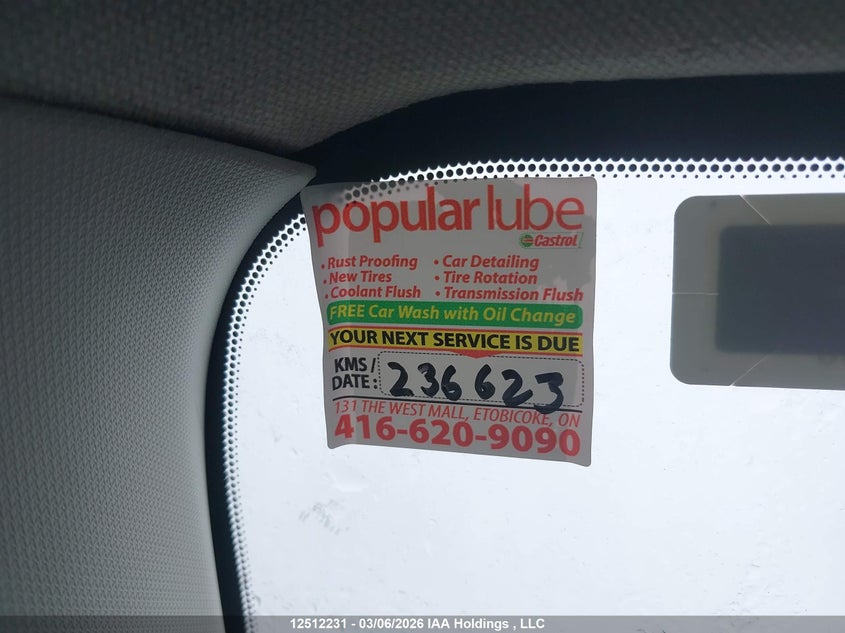 popular lube
Castrol
• Rust Proofing • Car Detailing
• New Tires • Tire Rotation
• Coolant Flush • Transmission Flush
FREE Car Wash with Oil Change
YOUR NEXT SERVICE IS DUE
KMS /
DATE : 236623
131 THE WEST MALL, ETOBICOKE, ON
416-620-9090
12512231 - 03/06/2026 IAA Holdings , LLC